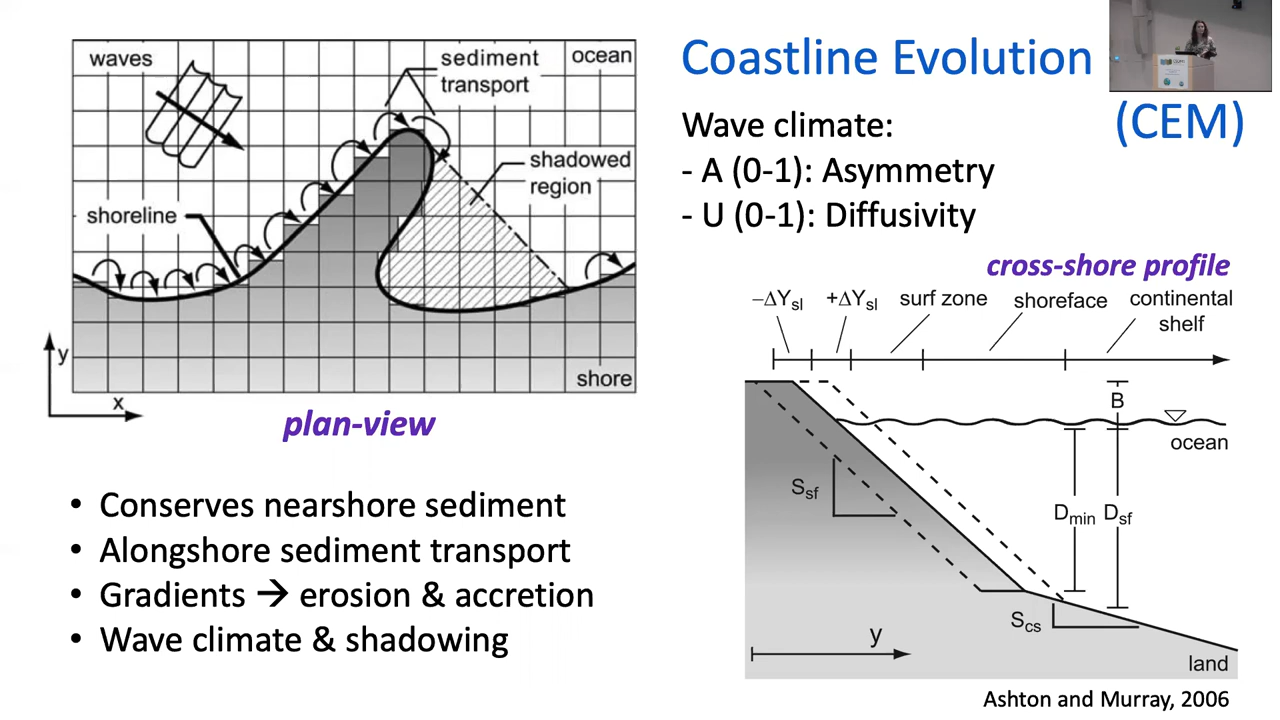 Coastline Evolution
(CEM)
waves
sediment
transport
ocean
shadowed
region
shoreline
y
x
shore
plan-view
• Conserves nearshore sediment
• Alongshore sediment transport
• Gradients → erosion & accretion
• Wave climate & shadowing
Wave climate:
- A (0-1): Asymmetry
- U (0-1): Diffusivity
cross-shore profile
−ΔYsl +ΔYsl surf zone shoreface continental
shelf
B
ocean
Ssf
Dmin Dsf
Scs
y
land
Ashton and Murray, 2006